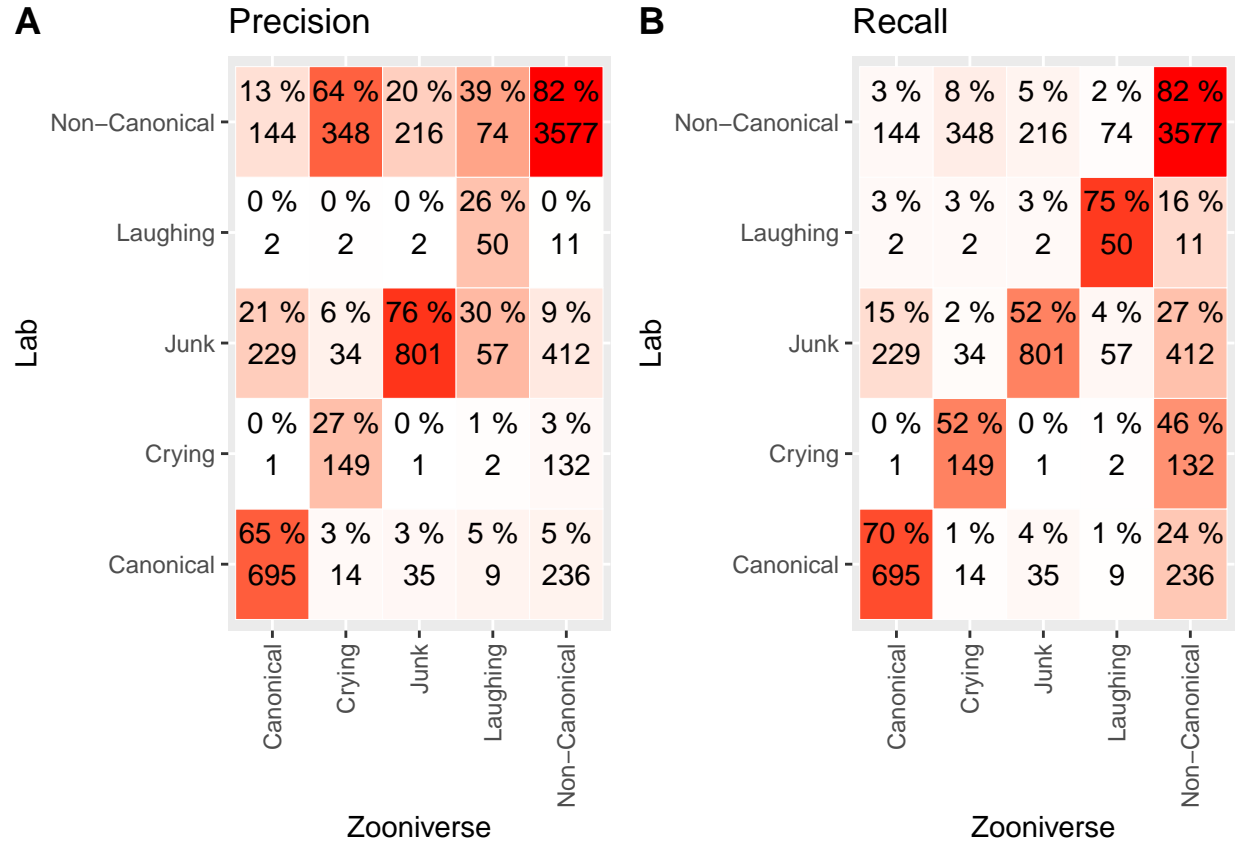 A Precision
Non−Canonical 13 % 64 % 20 % 39 % 82 %
144 348 216 74 3577
Laughing 0 % 0 % 0 % 26 % 0 %
2 2 2 50 11
Junk 21 % 6 % 76 % 30 % 9 %
229 34 801 57 412
Crying 0 % 27 % 0 % 1 % 3 %
1 149 1 2 132
Canonical 65 % 3 % 3 % 5 % 5 %
695 14 35 9 236
Lab
Canonical
Crying
Junk
Laughing
Non−Canonical
Zooniverse
B Recall
Non−Canonical 3 % 8 % 5 % 2 % 82 %
144 348 216 74 3577
Laughing 3 % 3 % 3 % 75 % 16 %
2 2 2 50 11
Junk 15 % 2 % 52 % 4 % 27 %
229 34 801 57 412
Crying 0 % 52 % 0 % 1 % 46 %
1 149 1 2 132
Canonical 70 % 1 % 4 % 1 % 24 %
695 14 35 9 236
Lab
Canonical
Crying
Junk
Laughing
Non−Canonical
Zooniverse